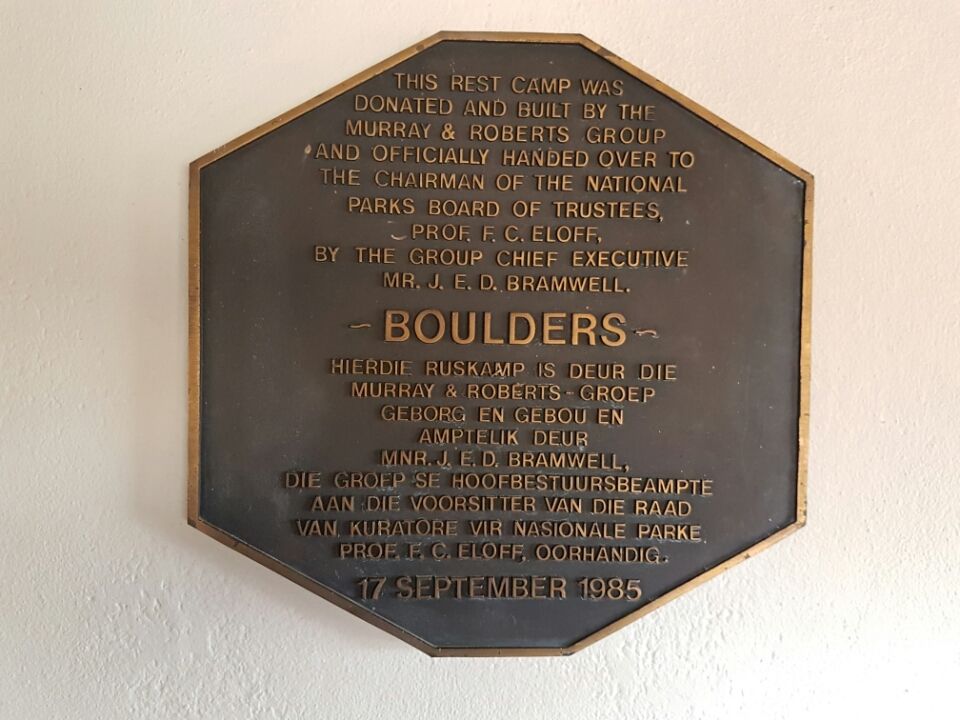 THIS REST CAMP WAS
DONATED AND BUILT BY THE
MURRAY & ROBERTS GROUP
AND OFFICIALLY HANDED OVER TO
THE CHAIRMAN OF THE NATIONAL
PARKS BOARD OF TRUSTEES,
PROF. F. C. ELOFF,
BY THE GROUP CHIEF EXECUTIVE
MR. J. E. D. BRAMWELL.
~ BOULDERS ~
HIERDIE RUSKAMP IS DEUR DIE
MURRAY & ROBERTS-GROEP
GEBORG EN GEBOU EN
AMPTELIK DEUR
MNR. J. E. D. BRAMWELL,
DIE GROEP SE HOOFBESTUURSBEAMPTE
AAN DIE VOORSITTER VAN DIE RAAD
VAN KURATORE VIR NASIONALE PARKE,
PROF. F. C. ELOFF, OORHANDIG.
17 SEPTEMBER 1985